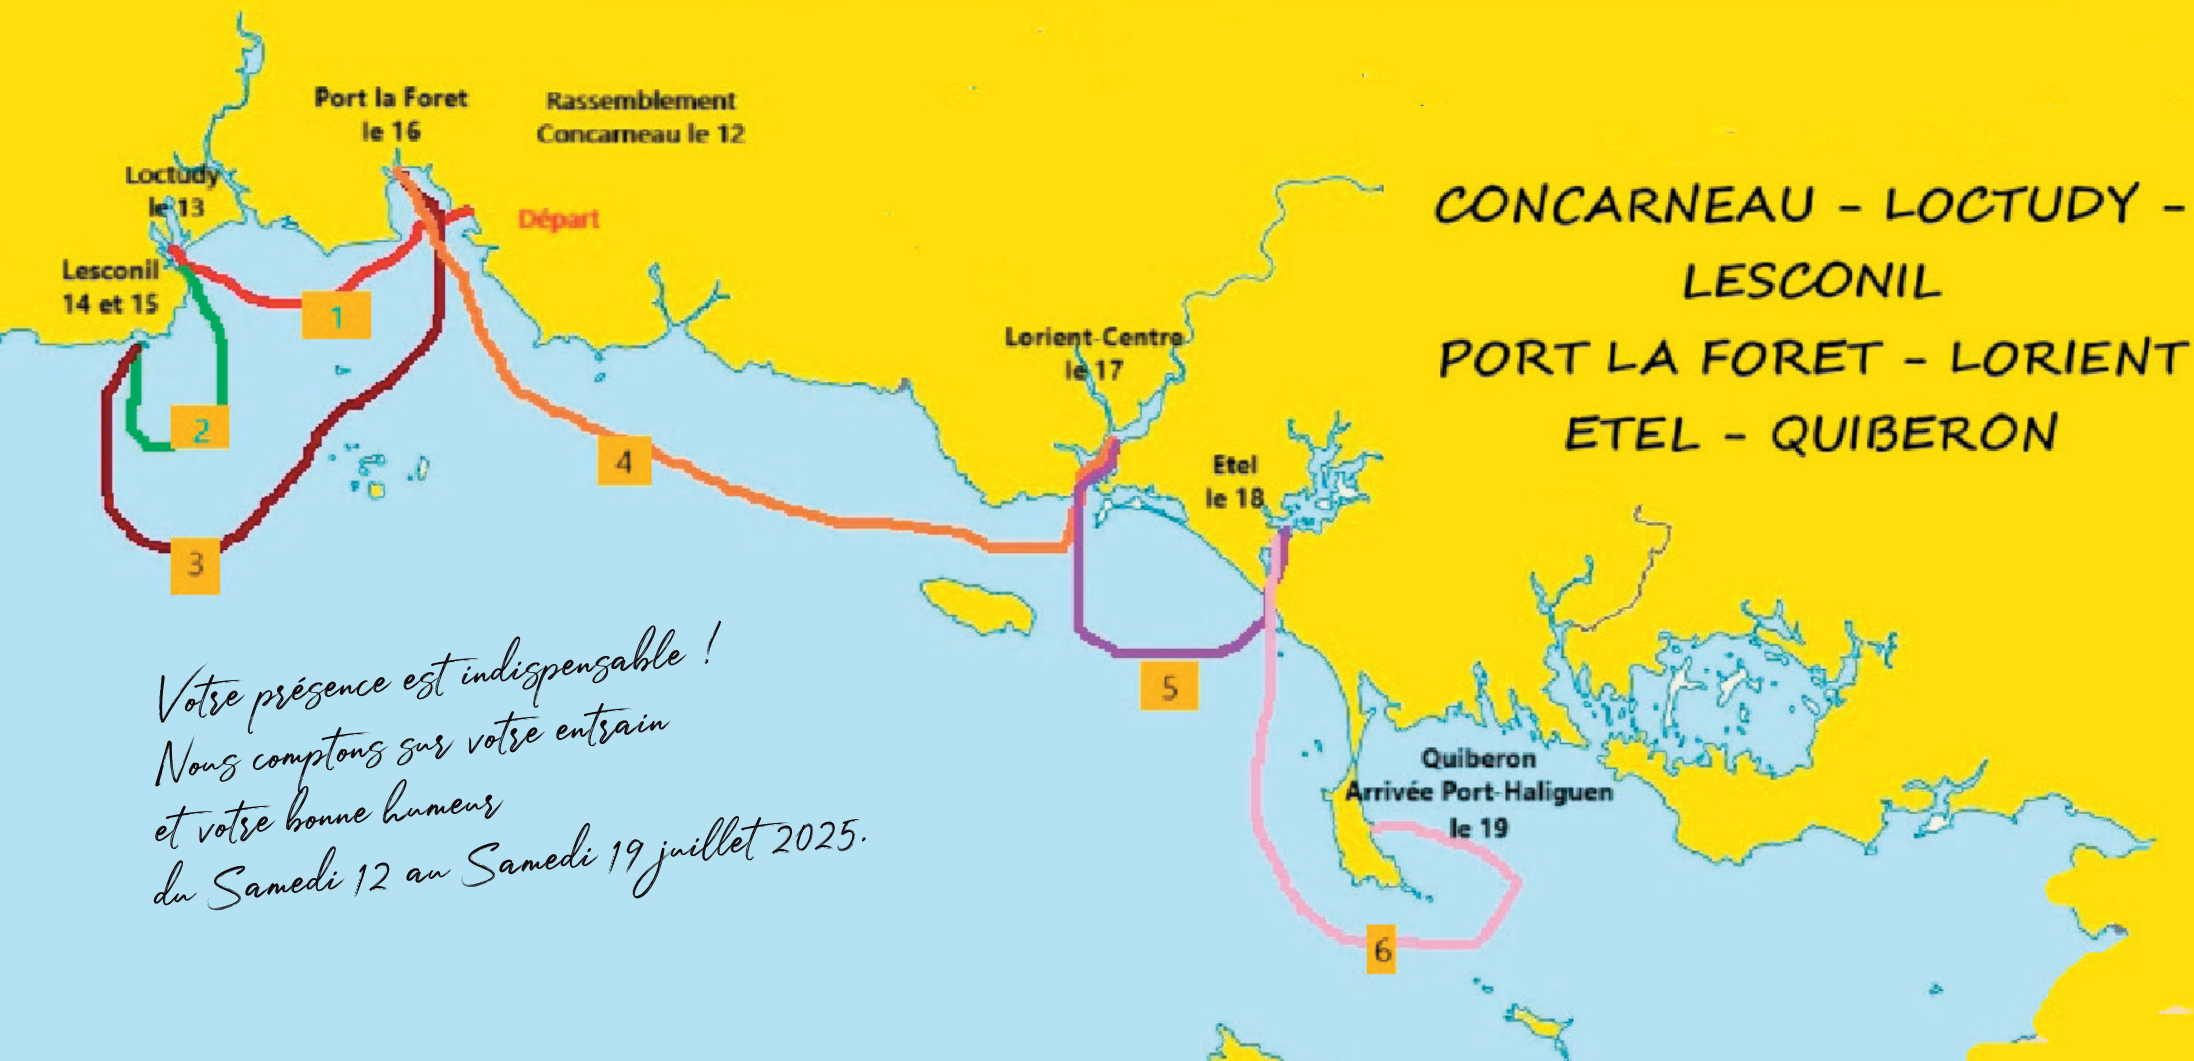 Port la Foret
le 16
Rassemblement
Concarneau le 12
Loctudy
le 13
Départ
Lesconil
14 et 15
1
2
3
4
Lorient-Centre
le 17
Etel
le 18
5
Quiberon
Arrivée Port-Haliguen
le 19
6
CONCARNEAU - LOCTUDY -
LESCONIL
PORT LA FORET - LORIENT
ETEL - QUIBERON
Votre présence est indispensable !
Nous comptons sur votre entrain
et votre bonne humeur
du Samedi 12 au Samedi 19 juillet 2025.